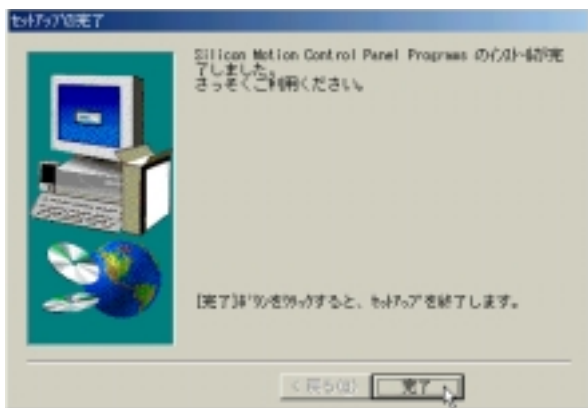 ｾｯﾄｱｯﾌﾟの完了
Silicon Motion Control Panel Programs のｲﾝｽﾄｰﾙが完
了しました。
さっそくご利用ください。
[完了]ﾎﾞﾀﾝをｸﾘｯｸすると、ｾｯﾄｱｯﾌﾟを終了します。
< 戻る(B)
完了